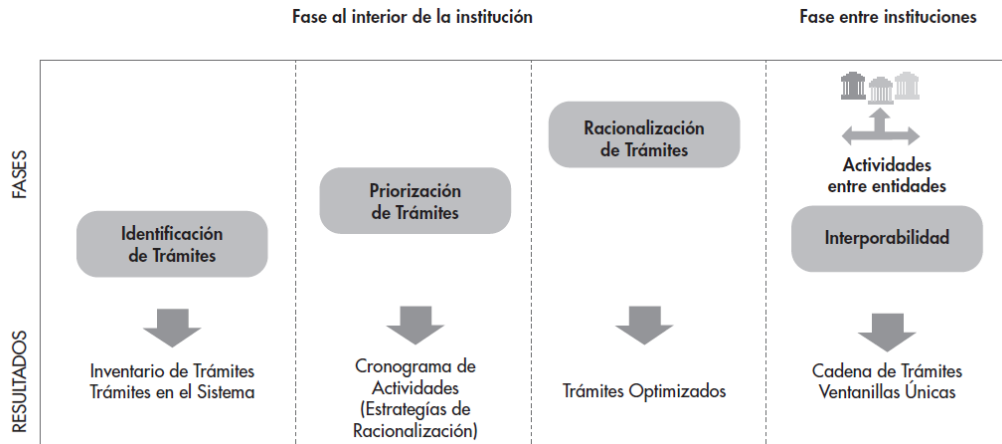 Fase al interior de la institución
Fase entre instituciones
FASES
Identificación
de Trámites
Priorización
de Trámites
Racionalización
de Trámites
Actividades
entre entidades
Interporabilidad
RESULTADOS
Inventario de Trámites
Trámites en el Sistema
Cronograma de
Actividades
(Estrategías de
Racionalización)
Trámites Optimizados
Cadena de Trámites
Ventanillas Únicas